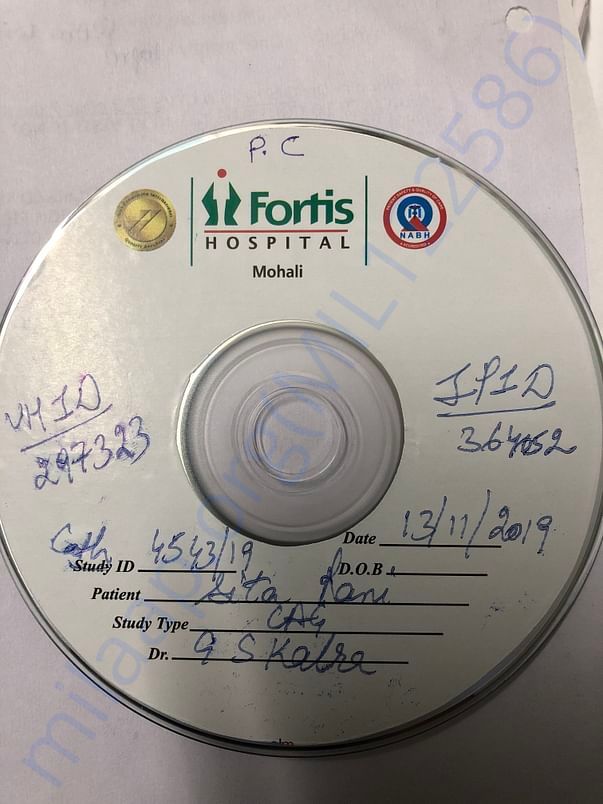 P.C
Fortis
HOSPITAL
Mohali
NABH
UHID
297323
IPID
364052
Date 13/11/2019
Cath
Study ID 4543/19
D.O.B.
Patient Sita Rani
Study Type CAG
Dr. G S Kalra